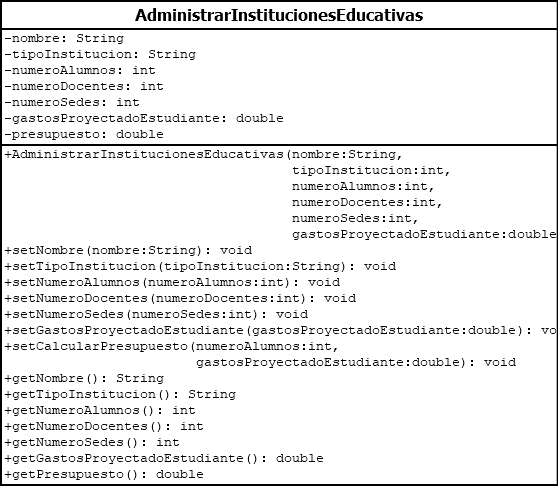 AdministrarInstitucionesEducativas
-nombre: String
-tipoInstitucion: String
-numeroAlumnos: int
-numeroDocentes: int
-numeroSedes: int
-gastosProyectadoEstudiante: double
-presupuesto: double
+AdministrarInstitucionesEducativas(nombre:String,
tipoInstitucion:int,
numeroAlumnos:int,
numeroDocentes:int,
numeroSedes:int,
gastosProyectadoEstudiante:double
+setNombre(nombre:String): void
+setTipoInstitucion(tipoInstitucion:String): void
+setNumeroAlumnos(numeroAlumnos:int): void
+setNumeroDocentes(numeroDocentes:int): void
+setNumeroSedes(numeroSedes:int): void
+setGastosProyectadoEstudiante(gastosProyectadoEstudiante:double): vo
+setCalcularPresupuesto(numeroAlumno:int,
gastosProyectadoEstudiante:double): void
+getNombre(): String
+getTipoInstitucion(): String
+getNumeroAlumnos(): int
+getNumeroDocentes(): int
+getNumeroSedes(): int
+getGastosProyectadoEstudiante(): double
+getPresupuesto(): double